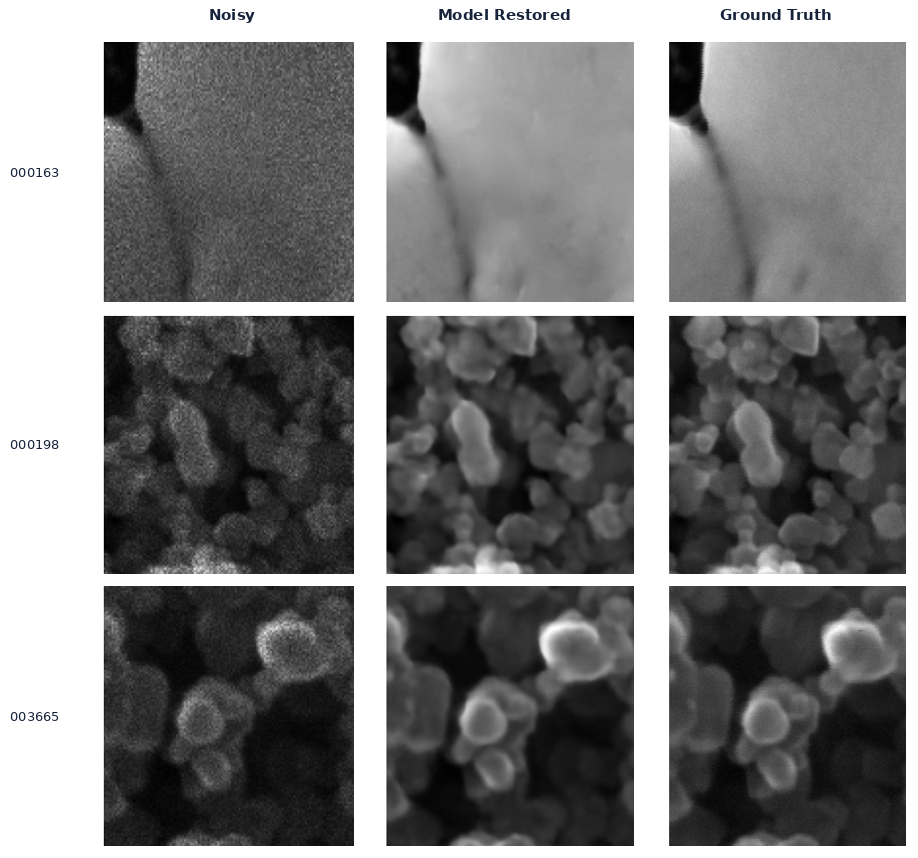 Noisy Model Restored Ground Truth
000163
000198
003665